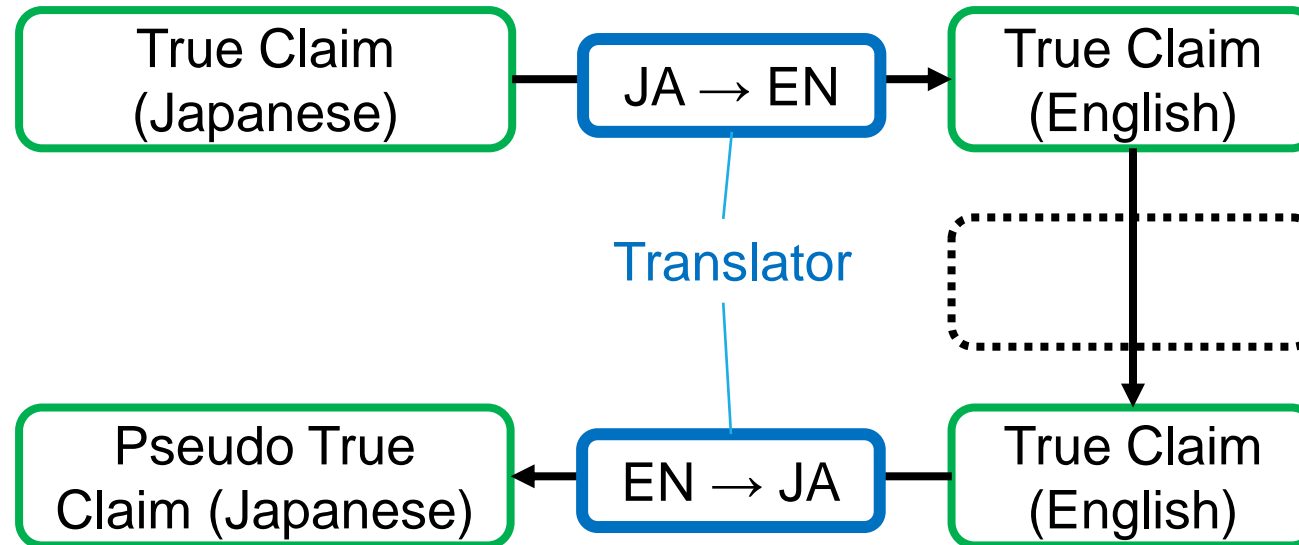 True Claim
(Japanese)
JA → EN
True Claim
(English)
Translator
Pseudo True
Claim (Japanese)
EN → JA
True Claim
(English)